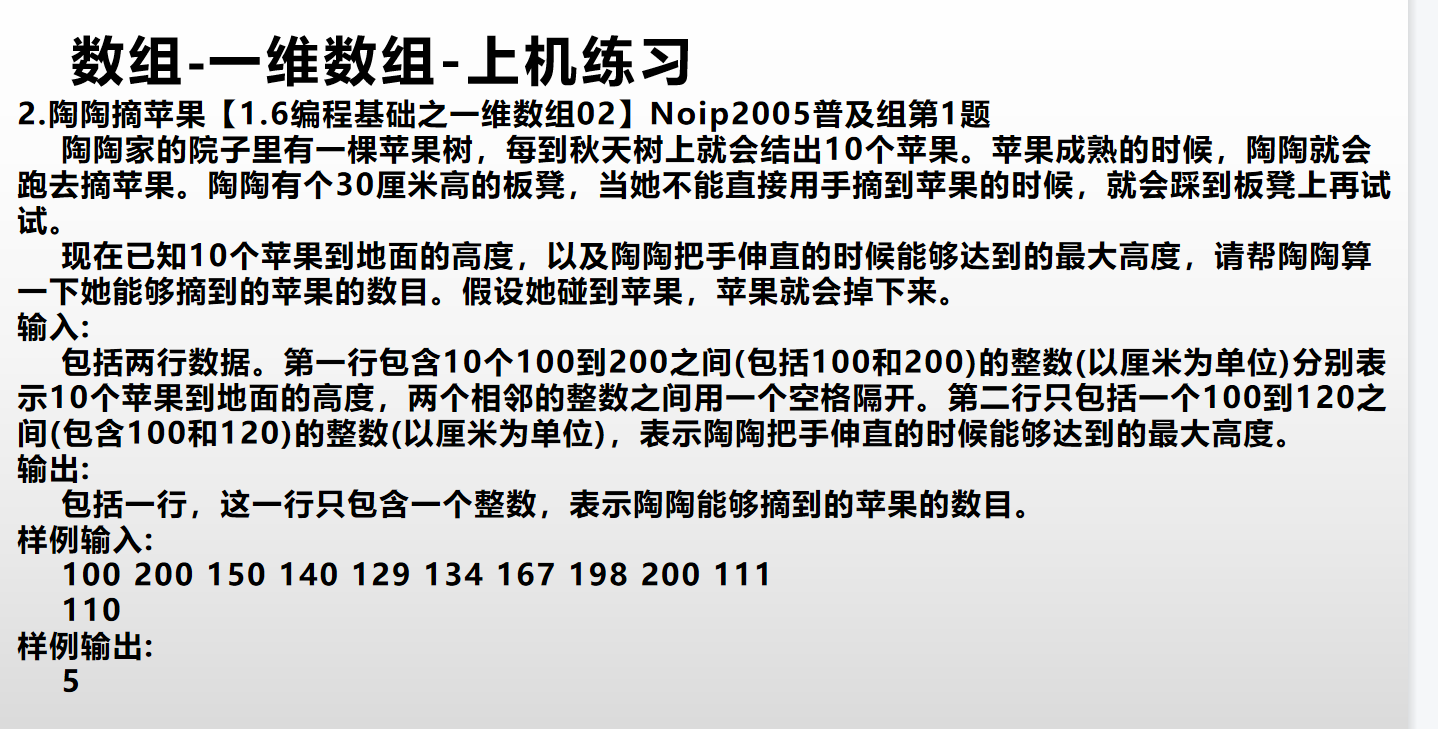 数组-一维数组-上机练习
2.陶陶摘苹果【1.6编程基础之一维数组02】Noip2005普及组第1题
陶陶家的院子里有一棵苹果树，每到秋天树上就会结出10个苹果。苹果成熟的时候，陶陶就会
跑去摘苹果。陶陶有个30厘米高的板凳，当她不能直接用手摘到苹果的时候，就会踩到板凳上再试
试。
现在已知10个苹果到地面的高度，以及陶陶把手伸直的时候能够达到的最大高度，请帮陶陶算
一下她能够摘到的苹果的数目。假设她碰到苹果，苹果就会掉下来。
输入:
包括两行数据。第一行包含10个100到200之间(包括100和200)的整数(以厘米为单位)分别表
示10个苹果到地面的高度，两个相邻的整数之间用一个空格隔开。第二行只包括一个100到120之
间(包含100和120)的整数(以厘米为单位)，表示陶陶把手伸直的时候能够达到的最大高度。
输出:
包括一行，这一行只包含一个整数，表示陶陶能够摘到的苹果的数目。
样例输入:
100 200 150 140 129 134 167 198 200 111
110
样例输出:
5